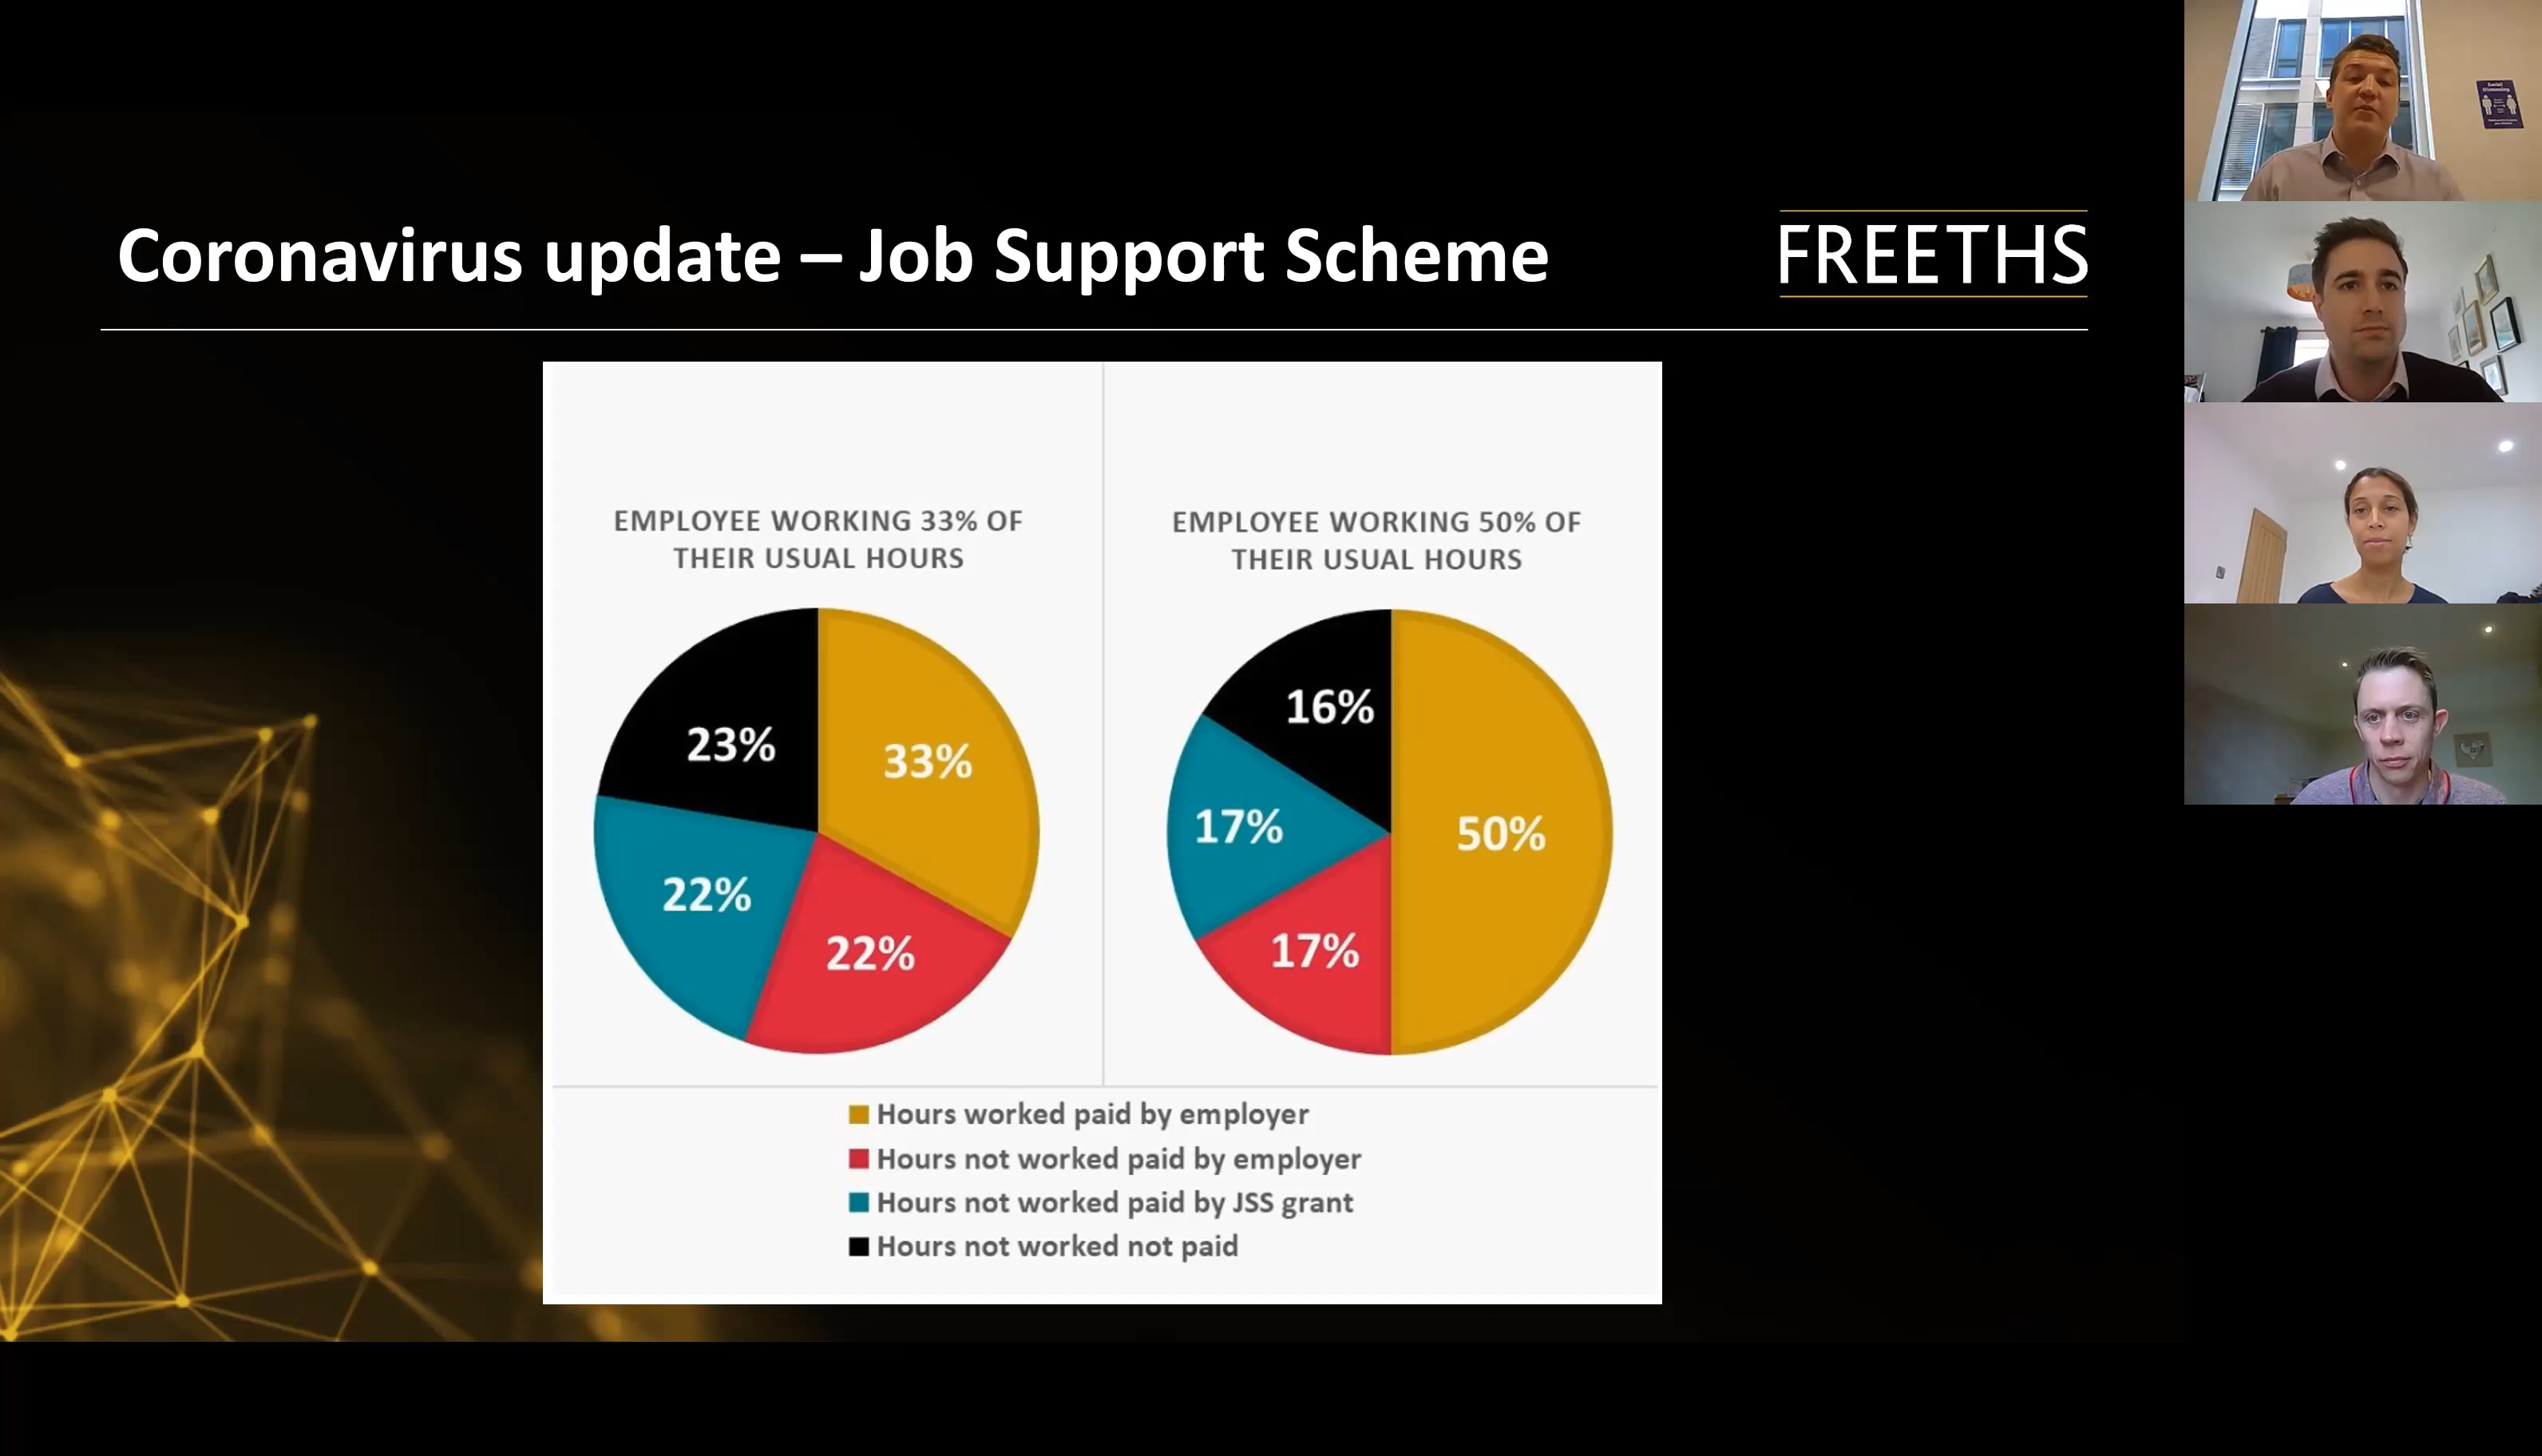 Coronavirus update – Job Support Scheme
FREETHS
EMPLOYEE WORKING 33% OF
THEIR USUAL HOURS
23%
33%
22%
22%
EMPLOYEE WORKING 50% OF
THEIR USUAL HOURS
16%
17%
50%
17%
Hours worked paid by employer
Hours not worked paid by employer
Hours not worked paid by JSS grant
Hours not worked not paid
Social
distancing